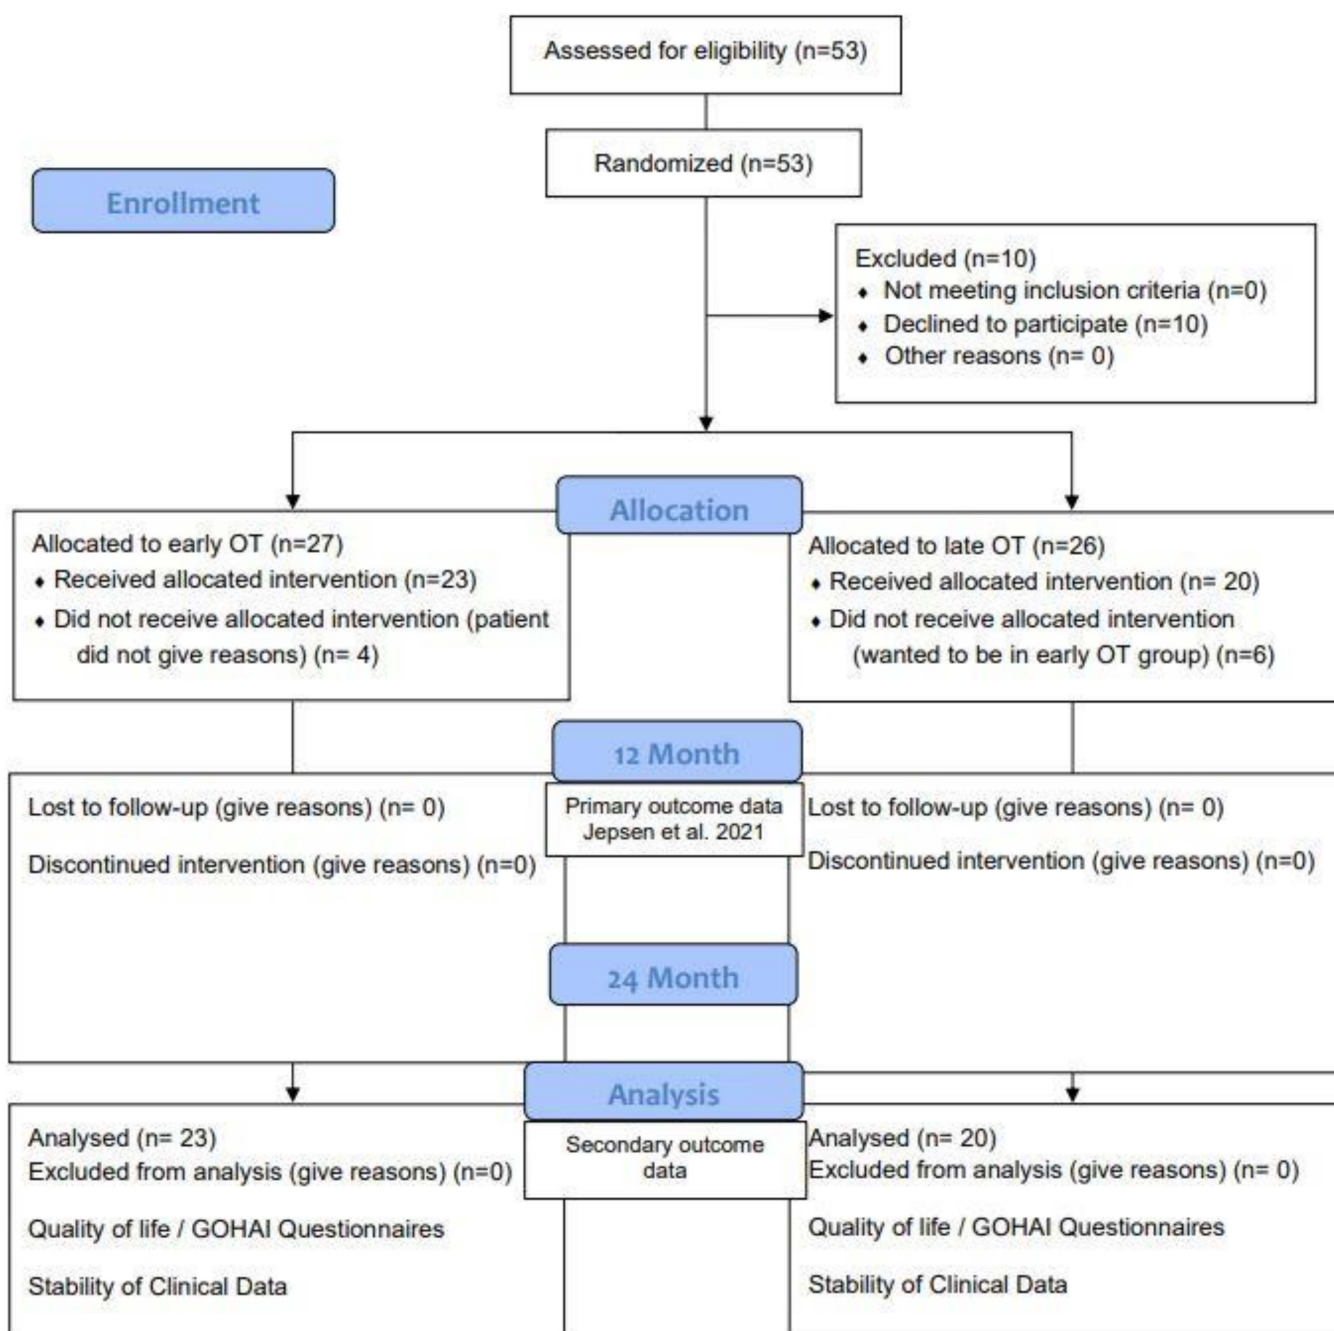 Assessed for eligibility (n=53)
Randomized (n=53)
Enrollment
Excluded (n=10)
♦ Not meeting inclusion criteria (n=0)
♦ Declined to participate (n=10)
♦ Other reasons (n= 0)
Allocation
Allocated to early OT (n=27)
♦ Received allocated intervention (n=23)
♦ Did not receive allocated intervention (patient
did not give reasons) (n= 4)
Allocated to late OT (n=26)
♦ Received allocated intervention (n= 20)
♦ Did not receive allocated intervention
(wanted to be in early OT group) (n=6)
12 Month
Lost to follow-up (give reasons) (n= 0)
Discontinued intervention (give reasons) (n=0)
Primary outcome data
Jepsen et al. 2021
Lost to follow-up (give reasons) (n= 0)
Discontinued intervention (give reasons) (n=0)
24 Month
Analysis
Analysed (n= 23)
Excluded from analysis (give reasons) (n=0)
Quality of life / GOHAI Questionnaires
Stability of Clinical Data
Secondary outcome
data
Analysed (n= 20)
Excluded from analysis (give reasons) (n= 0)
Quality of life / GOHAI Questionnaires
Stability of Clinical Data